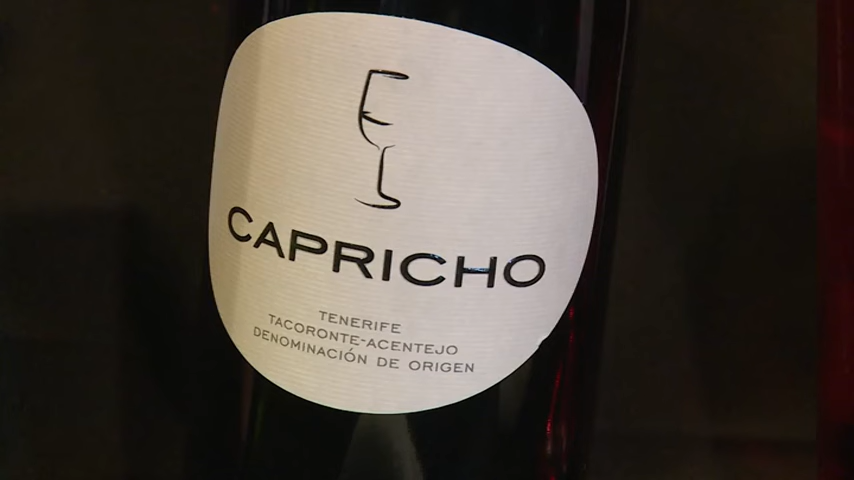 CAPRICHO
TENERIFE
TACORONTE-ACENTEJO
DENOMINACIÓN DE ORIGEN